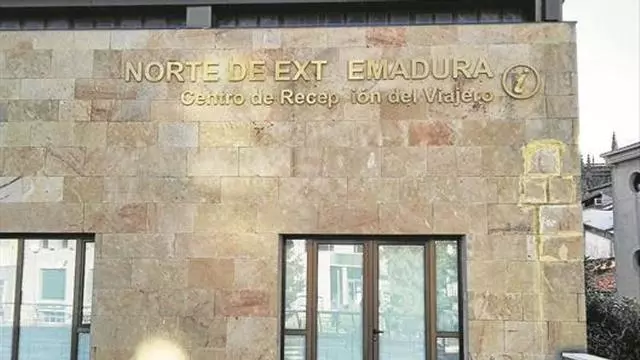 NORTE DE EXT EMADURA i
Centro de Recep ión del Viajero